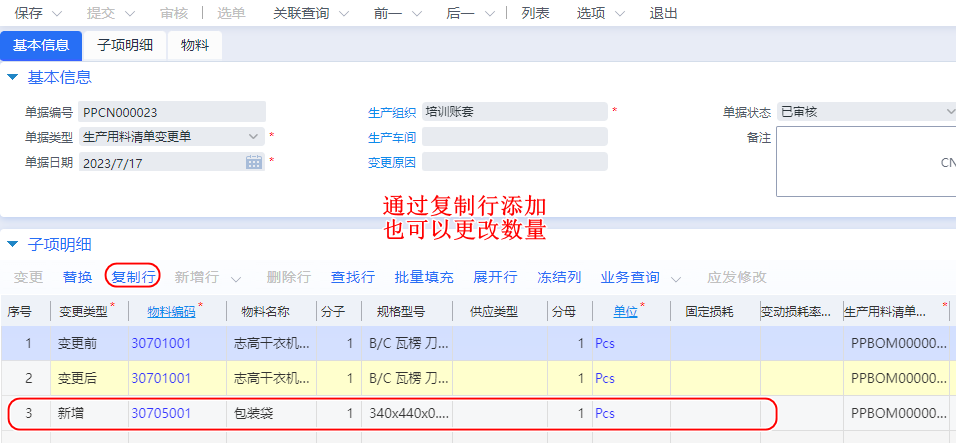 保存 提交 审核 选单 关联查询 前一 后一 列表 选项 退出
基本信息 子项明细 物料
基本信息
单据编号 PPCN000023 生产组织 培训账套 * 单据状态 已审核
单据类型 生产用料清单变更单 * 生产车间 备注
单据日期 2023/7/17 * 变更原因 CN
通过复制行添加
也可以更改数量
子项明细
变更 替换 复制行 新增行 删除行 查找行 批量填充 展开行 冻结列 业务查询 应发修改
序号 变更类型* 物料编码* 物料名称 分子 规格型号 供应类型 分母 单位* 固定损耗 变动损耗率... 生产用料清单... *
1 变更前 30701001 志高干衣机... 1 B/C 瓦楞 刀... 1 Pcs PPBOM00000...
2 变更后 30701001 志高干衣机... 1 B/C 瓦楞 刀... 1 Pcs PPBOM00000...
3 新增 30705001 包装袋 1 340x440x0.... 1 Pcs PPBOM00000...